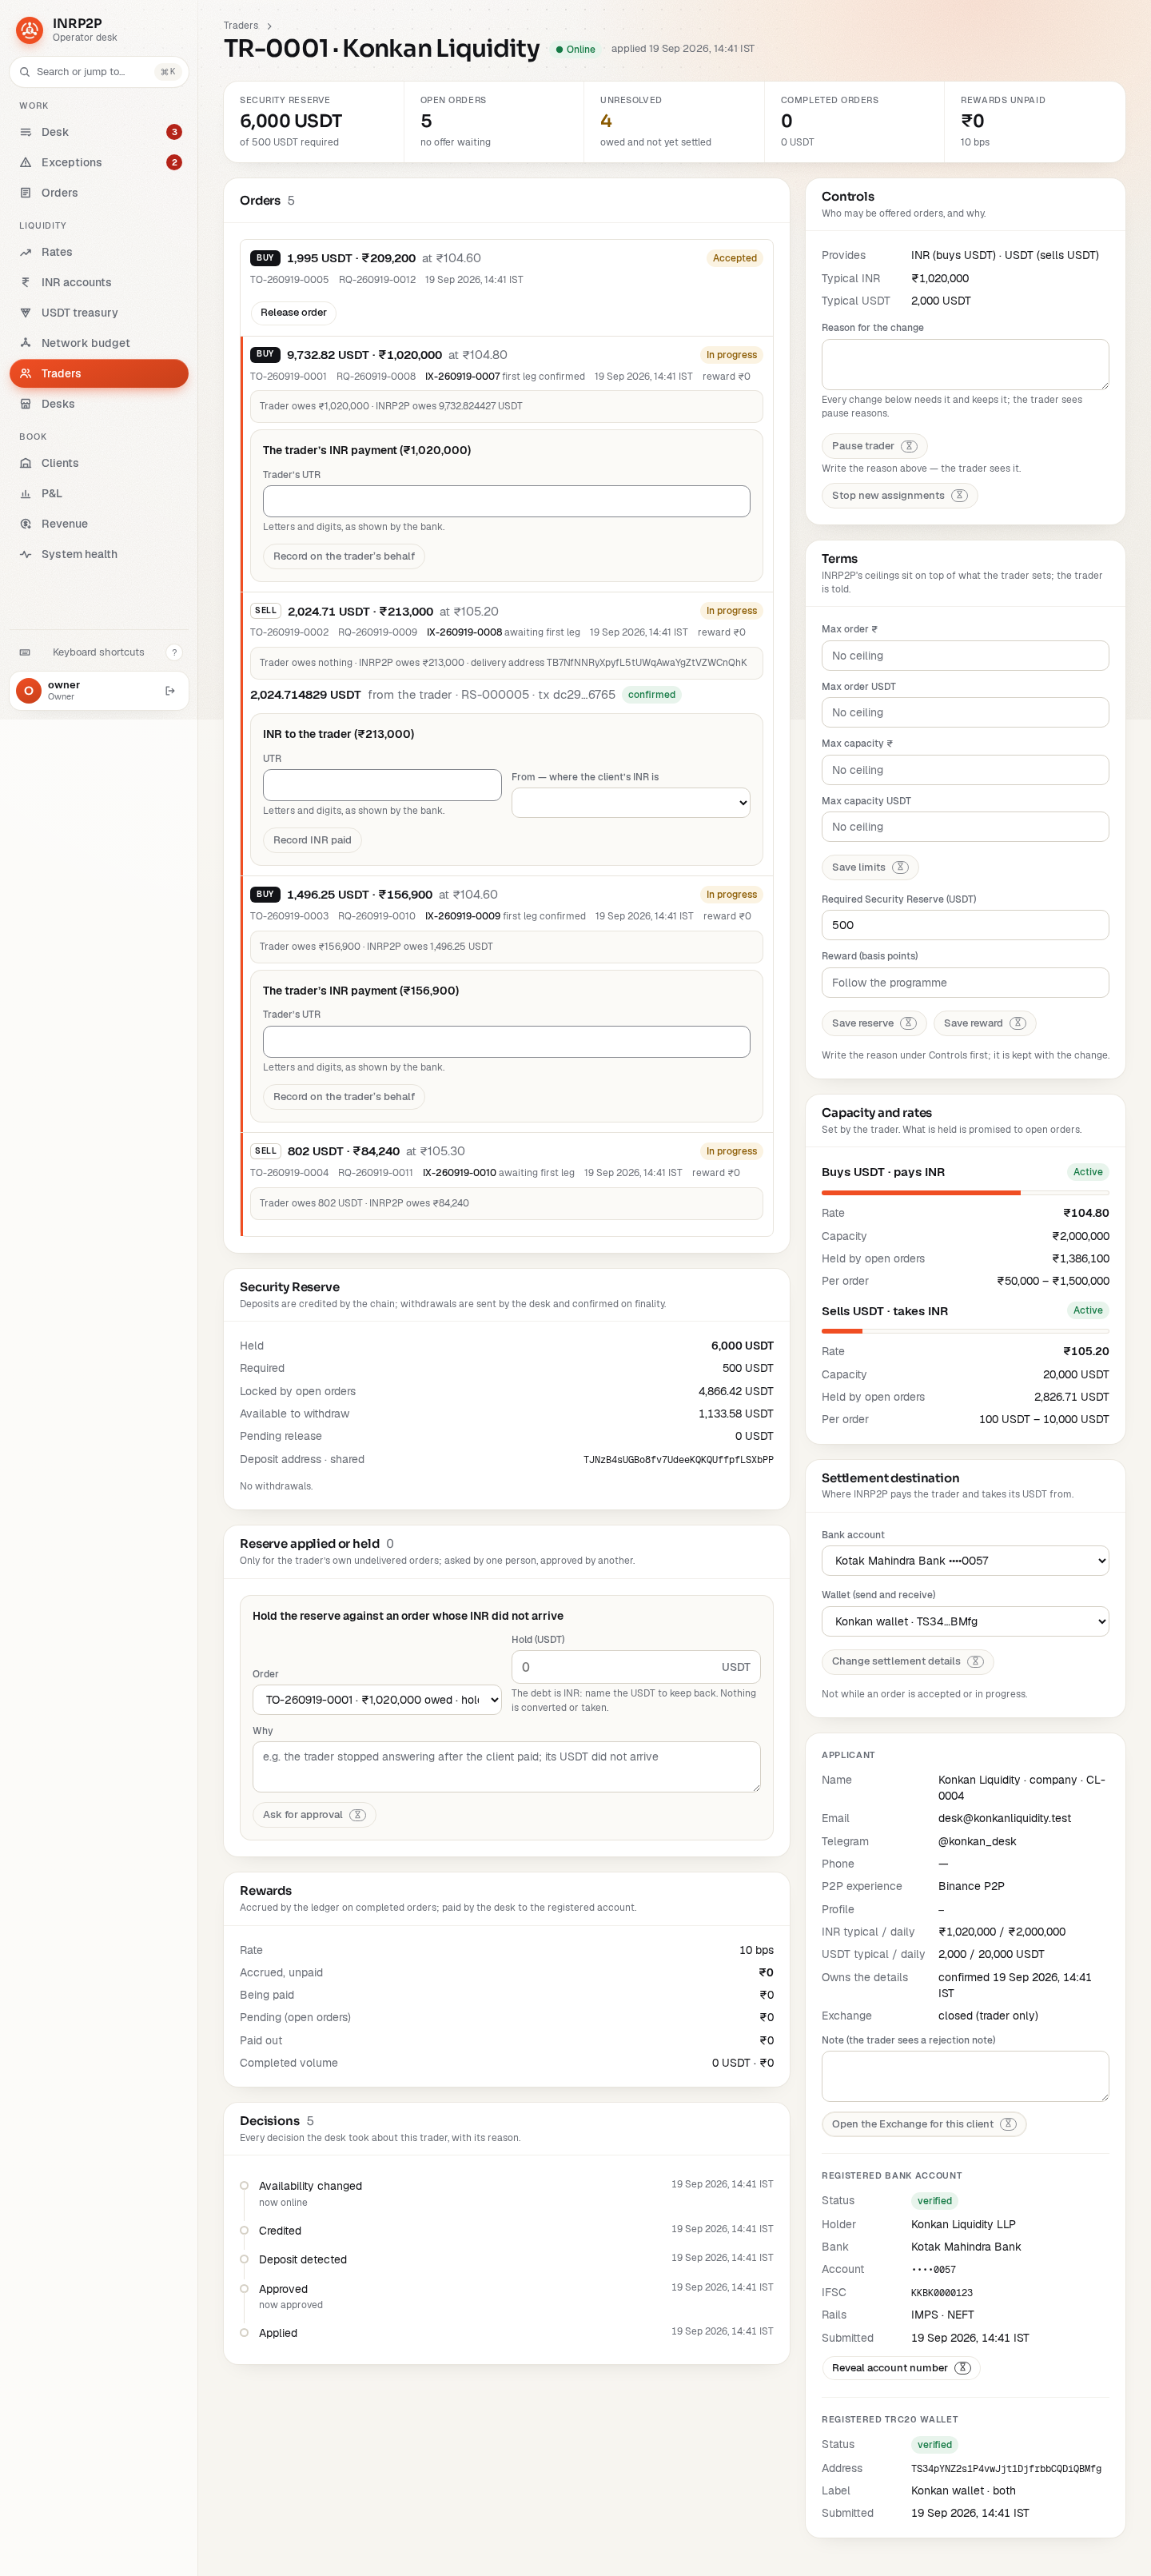 INRP2P
Operator desk
Search or jump to...
⌘K
WORK
Desk 3
Exceptions 2
Orders
LIQUIDITY
Rates
INR accounts
USDT treasury
Network budget
Traders
Desks
BOOK
Clients
P&L
Revenue
System health
Keyboard shortcuts ?
O
owner
Owner
Traders
TR-0001 · Konkan Liquidity Online applied 19 Sep 2026, 14:41 IST
SECURITY RESERVE
6,000 USDT
of 500 USDT required
OPEN ORDERS
5
no offer waiting
UNRESOLVED
4
owed and not yet settled
COMPLETED ORDERS
0
0 USDT
REWARDS UNPAID
₹0
10 bps
Orders 5
BUY 1,995 USDT · ₹209,200 at ₹104.60 Accepted
TO-260919-0005 RQ-260919-0012 19 Sep 2026, 14:41 IST
Release order
BUY 9,732.82 USDT · ₹1,020,000 at ₹104.80 In progress
TO-260919-0001 RQ-260919-0008 IX-260919-0007 first leg confirmed 19 Sep 2026, 14:41 IST reward ₹0
Trader owes ₹1,020,000 · INRP2P owes 9,732.824427 USDT
The trader's INR payment (₹1,020,000)
Trader's UTR
Letters and digits, as shown by the bank.
Record on the trader's behalf
SELL 2,024.71 USDT · ₹213,000 at ₹105.20 In progress
TO-260919-0002 RQ-260919-0009 IX-260919-0008 awaiting first leg 19 Sep 2026, 14:41 IST reward ₹0
Trader owes nothing · INRP2P owes ₹213,000 · delivery address TB7NfNNRyXpyfL5tUWqAwaYgZtVZWCnQhK
2,024.714829 USDT from the trader · RS-000005 · tx dc29…6765 confirmed
INR to the trader (₹213,000)
UTR
Letters and digits, as shown by the bank.
From — where the client's INR is
Record INR paid
BUY 1,496.25 USDT · ₹156,900 at ₹104.60 In progress
TO-260919-0003 RQ-260919-0010 IX-260919-0009 first leg confirmed 19 Sep 2026, 14:41 IST reward ₹0
Trader owes ₹156,900 · INRP2P owes 1,496.25 USDT
The trader's INR payment (₹156,900)
Trader's UTR
Letters and digits, as shown by the bank.
Record on the trader's behalf
SELL 802 USDT · ₹84,240 at ₹105.30 In progress
TO-260919-0004 RQ-260919-0011 IX-260919-0010 awaiting first leg 19 Sep 2026, 14:41 IST reward ₹0
Trader owes 802 USDT · INRP2P owes ₹84,240
Security Reserve
Deposits are credited by the chain; withdrawals are sent by the desk and confirmed on finality.
Held 6,000 USDT
Required 500 USDT
Locked by open orders 4,866.42 USDT
Available to withdraw 1,133.58 USDT
Pending release 0 USDT
Deposit address · shared TJNzB4sUGBo8fv7UdeeKQKQUffpfLSXbPP
No withdrawals.
Reserve applied or held 0
Only for the trader's own undelivered orders; asked by one person, approved by another.
Hold the reserve against an order whose INR did not arrive
Order
TO-260919-0001 · ₹1,020,000 owed · hol
Hold (USDT)
0 USDT
The debt is INR: name the USDT to keep back. Nothing
is converted or taken.
Why
e.g. the trader stopped answering after the client paid; its USDT did not arrive
Ask for approval
Rewards
Accrued by the ledger on completed orders; paid by the desk to the registered account.
Rate 10 bps
Accrued, unpaid ₹0
Being paid ₹0
Pending (open orders) ₹0
Paid out ₹0
Completed volume 0 USDT · ₹0
Decisions 5
Every decision the desk took about this trader, with its reason.
Availability changed 19 Sep 2026, 14:41 IST
now online
Credited 19 Sep 2026, 14:41 IST
Deposit detected 19 Sep 2026, 14:41 IST
Approved 19 Sep 2026, 14:41 IST
now approved
Applied 19 Sep 2026, 14:41 IST
Controls
Who may be offered orders, and why.
Provides INR (buys USDT) · USDT (sells USDT)
Typical INR ₹1,020,000
Typical USDT 2,000 USDT
Reason for the change
Every change below needs it and keeps it; the trader sees
pause reasons.
Pause trader
Write the reason above — the trader sees it.
Stop new assignments
Terms
INRP2P's ceilings sit on top of what the trader sets; the trader
is told.
Max order ₹
No ceiling
Max order USDT
No ceiling
Max capacity ₹
No ceiling
Max capacity USDT
No ceiling
Save limits
Required Security Reserve (USDT)
500
Reward (basis points)
Follow the programme
Save reserve
Save reward
Write the reason under Controls first; it is kept with the change.
Capacity and rates
Set by the trader. What is held is promised to open orders.
Buys USDT · pays INR Active
Rate ₹104.80
Capacity ₹2,000,000
Held by open orders ₹1,386,100
Per order ₹50,000 – ₹1,500,000
Sells USDT · takes INR Active
Rate ₹105.20
Capacity 20,000 USDT
Held by open orders 2,826.71 USDT
Per order 100 USDT – 10,000 USDT
Settlement destination
Where INRP2P pays the trader and takes its USDT from.
Bank account
Kotak Mahindra Bank ••••0057
Wallet (send and receive)
Konkan wallet · TS34…BMfg
Change settlement details
Not while an order is accepted or in progress.
APPLICANT
Name Konkan Liquidity · company · CL-
0004
Email desk@konkanliquidity.test
Telegram @konkan_desk
Phone —
P2P experience Binance P2P
Profile –
INR typical / daily ₹1,020,000 / ₹2,000,000
USDT typical / daily 2,000 / 20,000 USDT
Owns the details confirmed 19 Sep 2026, 14:41
IST
Exchange closed (trader only)
Note (the trader sees a rejection note)
Open the Exchange for this client
REGISTERED BANK ACCOUNT
Status verified
Holder Konkan Liquidity LLP
Bank Kotak Mahindra Bank
Account ••••0057
IFSC KKBK0000123
Rails IMPS · NEFT
Submitted 19 Sep 2026, 14:41 IST
Reveal account number
REGISTERED TRC20 WALLET
Status verified
Address TS34pYNZ2s1P4vwJjt1DjfrbbCQDiQBMfg
Label Konkan wallet · both
Submitted 19 Sep 2026, 14:41 IST